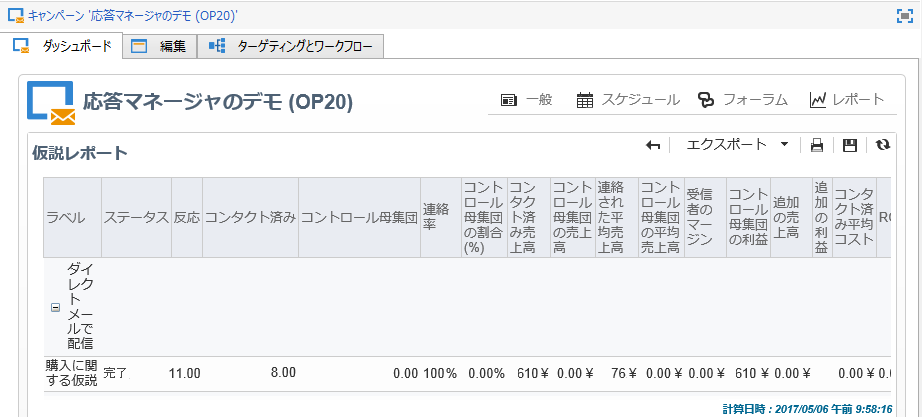 キャンペーン '応答マネージャのデモ (OP20)'
ダッシュボード 編集 ターゲティングとワークフロー
応答マネージャのデモ (OP20) 一般 スケジュール フォーラム レポート
仮説レポート エクスポート
ラベル ステータス 反応 コンタクト済み コントロール母集団 連絡率 コントロール母集団の割合(%) コンタクト済み売上高 コントロール母集団の売上高 連絡された平均売上高 コントロール母集団の平均売上高 受信者のマージン コントロール母集団の利益 追加の売上高 追加の利益 コンタクト済み平均コスト
ダイレクトメールで配信
購入に関する仮説 完了 11.00 8.00 0.00 100% 0.00% 610 ¥ 0.00 ¥ 76 ¥ 0.00 ¥ 0.00 ¥ 610 ¥ 0.00 ¥ 0.00 ¥
計算日時 : 2017/05/06 午前 9:58:16